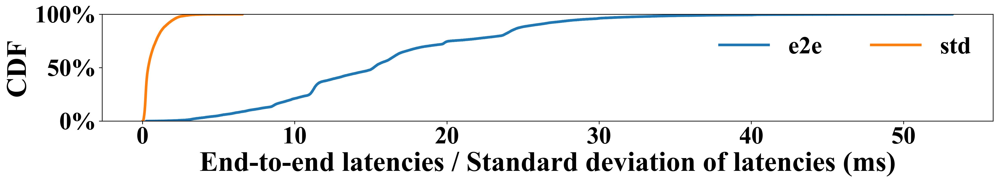 100%
50%
0%
CDF
e2e
std
0 10 20 30 40 50
End-to-end latencies / Standard deviation of latencies (ms)